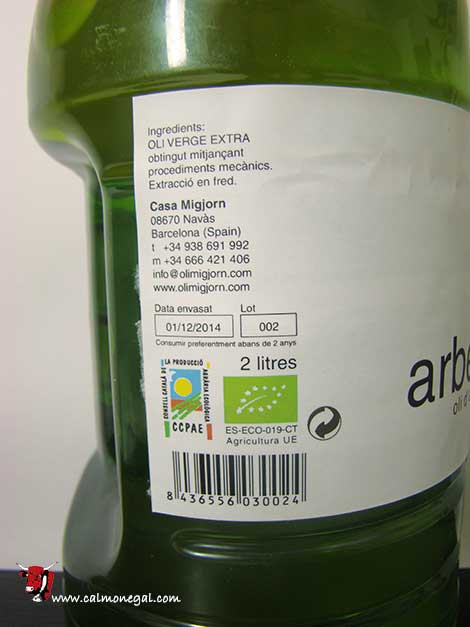 Ingredients:
OLI VERGE EXTRA
obtingut mitjançant
procediments mecànics.
Extracció en fred.
Casa Migjorn
08670 Navàs
Barcelona (Spain)
t +34 938 691 992
m +34 666 421 406
info@olimigjorn.com
www.olimigjorn.com
Data envasat Lot
01/12/2014 002
Consumir preferentment abans de 2 anys
2 litres
CONSELL CATALÀ DE LA PRODUCCIÓ AGRÀRIA ECOLÒGICA
CCPAE
ES-ECO-019-CT
Agricultura UE
8 436556 030024
arbe
oli d'
www.calmonegal.com